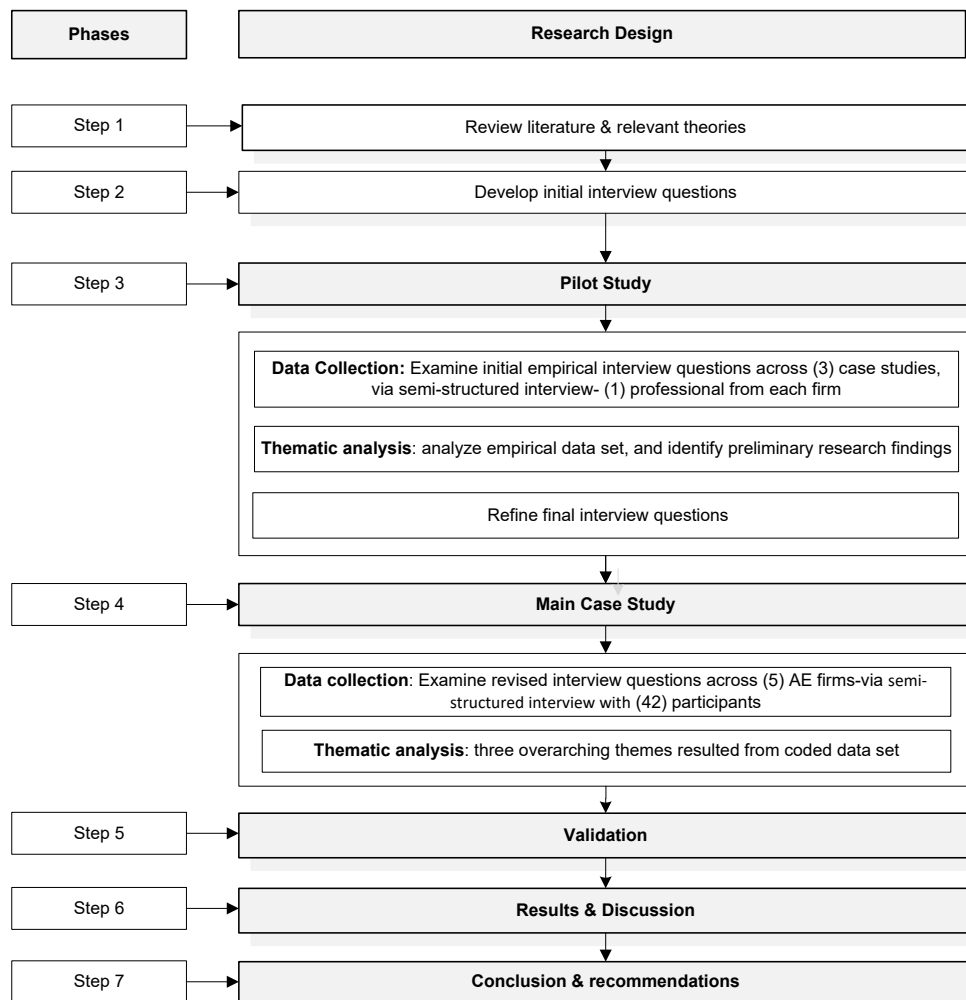 Phases
Research Design
Step 1
Review literature & relevant theories
Step 2
Develop initial interview questions
Step 3
Pilot Study
Data Collection: Examine initial empirical interview questions across (3) case studies,
via semi-structured interview- (1) professional from each firm
Thematic analysis: analyze empirical data set, and identify preliminary research findings
Refine final interview questions
Step 4
Main Case Study
Data collection: Examine revised interview questions across (5) AE firms-via semi-
structured interview with (42) participants
Thematic analysis: three overarching themes resulted from coded data set
Step 5
Validation
Step 6
Results & Discussion
Step 7
Conclusion & recommendations